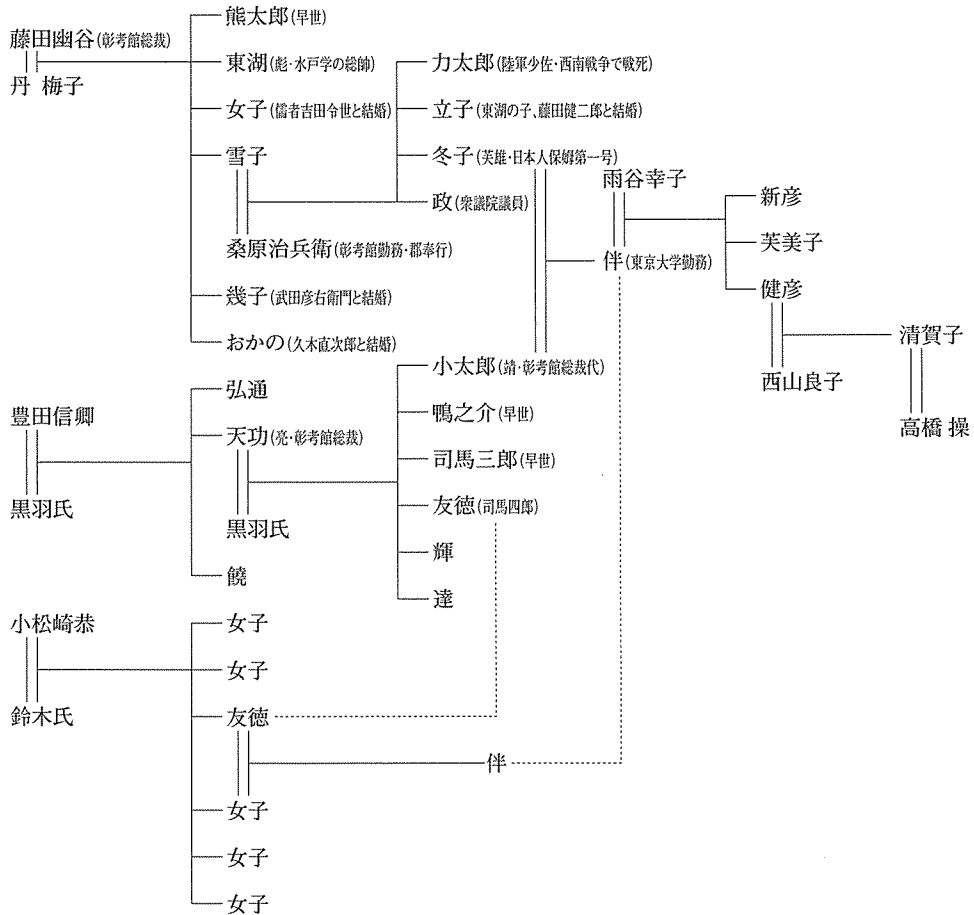 熊太郎(早世)
藤田幽谷(彰考館総裁)
東湖(彪・水戸学の総帥)
力太郎(陸軍少佐・西南戦争で戦死)
丹 梅子
女子(儒者吉田令世と結婚)
立子(東湖の子、藤田健二郎と結婚)
雪子
冬子(芙雄・日本人保姆第一号)
雨谷幸子
新彦
政(衆議院議員)
芙美子
桑原治兵衛(彰考館勤務・郡奉行)
伴(東京大学勤務)
幾子(武田彦右衛門と結婚)
健彦
清賀子
おかの(久木直次郎と結婚)
小太郎(靖・彰考館総裁代)
西山良子
弘通
豊田信卿
鴨之介(早世)
高橋 操
天功(亮・彰考館総裁)
司馬三郎(早世)
黒羽氏
友徳(司馬四郎)
黒羽氏
輝
饒
達
小松崎恭
女子
女子
鈴木氏
友徳
伴
女子
女子
女子